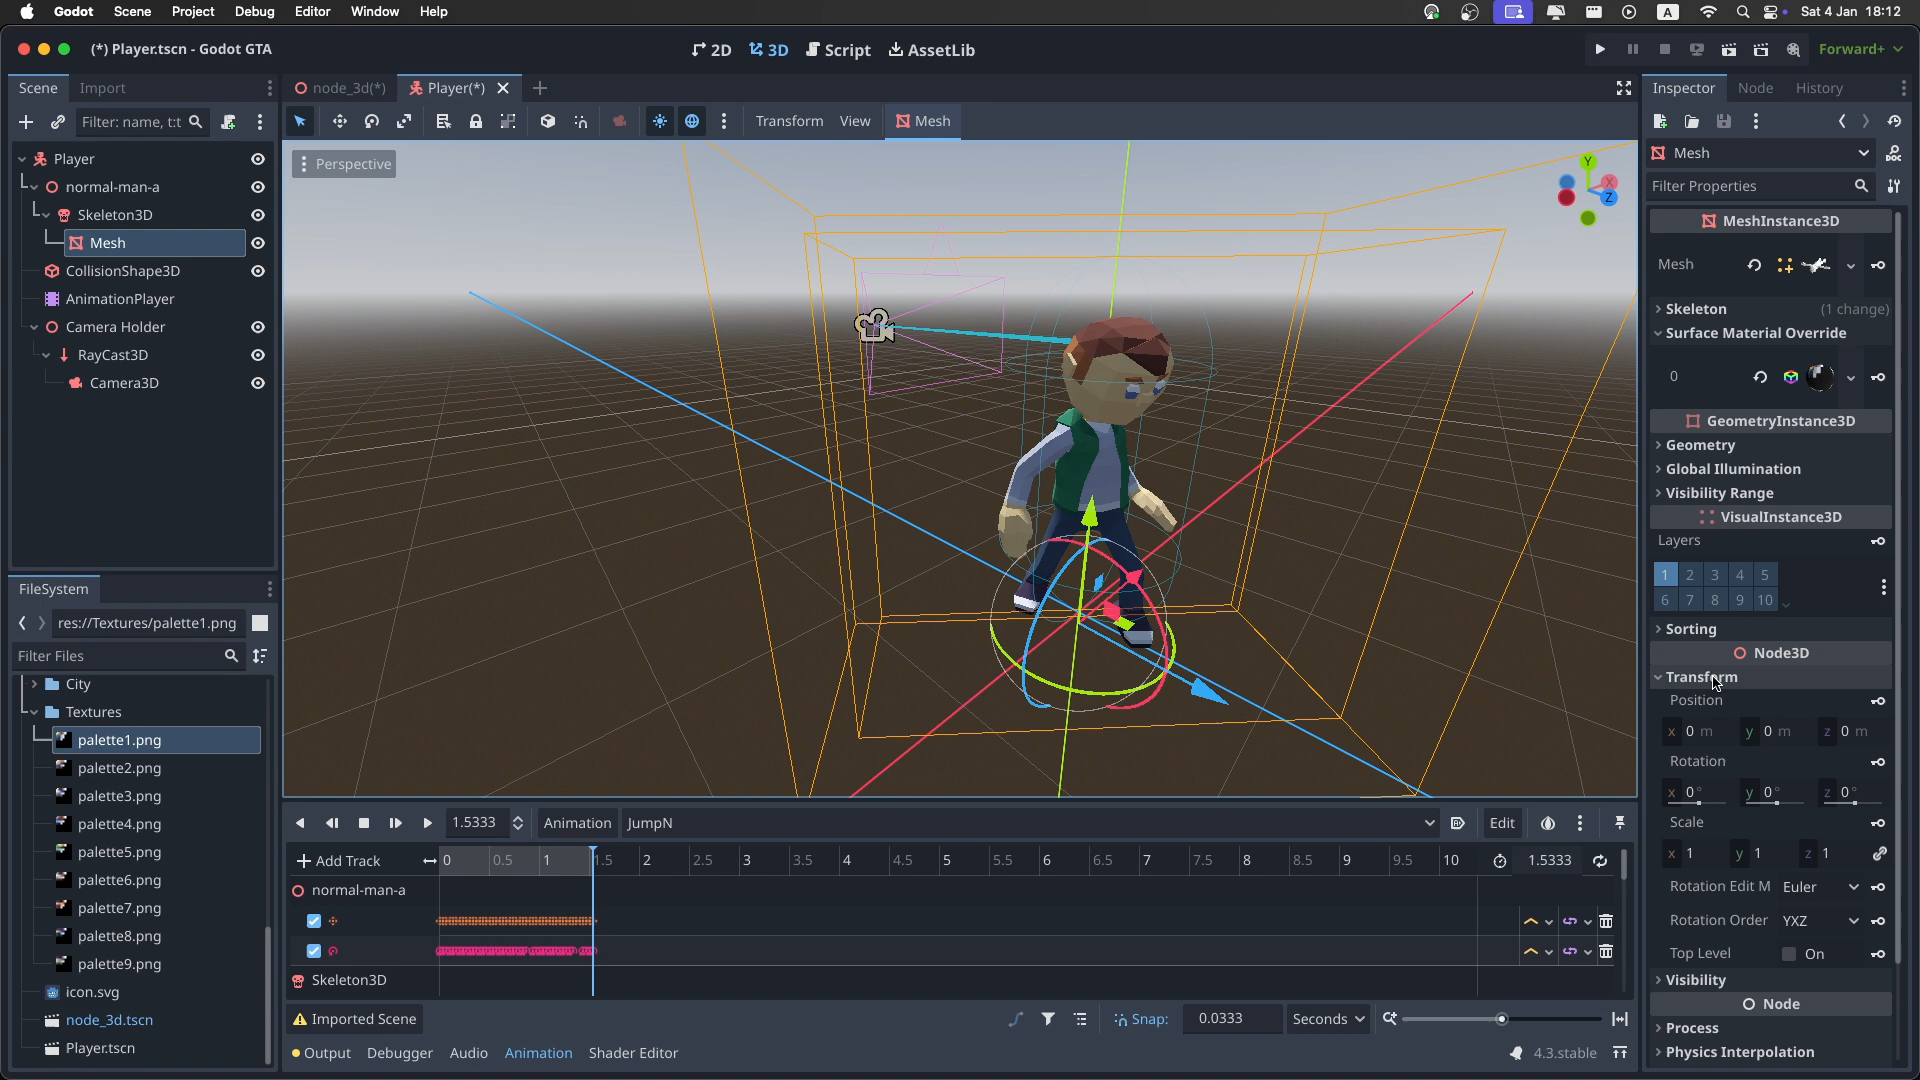 Godot Scene Project Debug Editor Window Help A Sat 4 Jan 18:12
(*) Player.tscn - Godot GTA 2D 3D Script AssetLib Forward+
Scene Import
node_3d(*) Player(*)
Inspector Node History
Filter: name, t:t
Transform View Mesh
Perspective
Y X Z
Mesh
Filter Properties
Player
normal-man-a
Skeleton3D
Mesh
CollisionShape3D
AnimationPlayer
Camera Holder
RayCast3D
Camera3D
MeshInstance3D
Mesh
Skeleton (1 change)
Surface Material Override
0
GeometryInstance3D
Geometry
Global Illumination
Visibility Range
VisualInstance3D
Layers
1 2 3 4 5
6 7 8 9 10
Sorting
Node3D
Transform
Position
x 0 m y 0 m z 0 m
Rotation
x 0° y 0° z 0°
Scale
x 1 y 1 z 1
Rotation Edit M Euler
Rotation Order YXZ
Top Level On
Visibility
Node
Process
Physics Interpolation
FileSystem
res://Textures/palette1.png
Filter Files
City
Textures
palette1.png
palette2.png
palette3.png
palette4.png
palette5.png
palette6.png
palette7.png
palette8.png
palette9.png
icon.svg
node_3d.tscn
Player.tscn
1.5333 Animation JumpN Edit
Add Track 0 0.5 1 1.5 2 2.5 3 3.5 4 4.5 5 5.5 6 6.5 7 7.5 8 8.5 9 9.5 10 1.5333
normal-man-a
Skeleton3D
Imported Scene Snap: 0.0333 Seconds
Output Debugger Audio Animation Shader Editor 4.3.stable